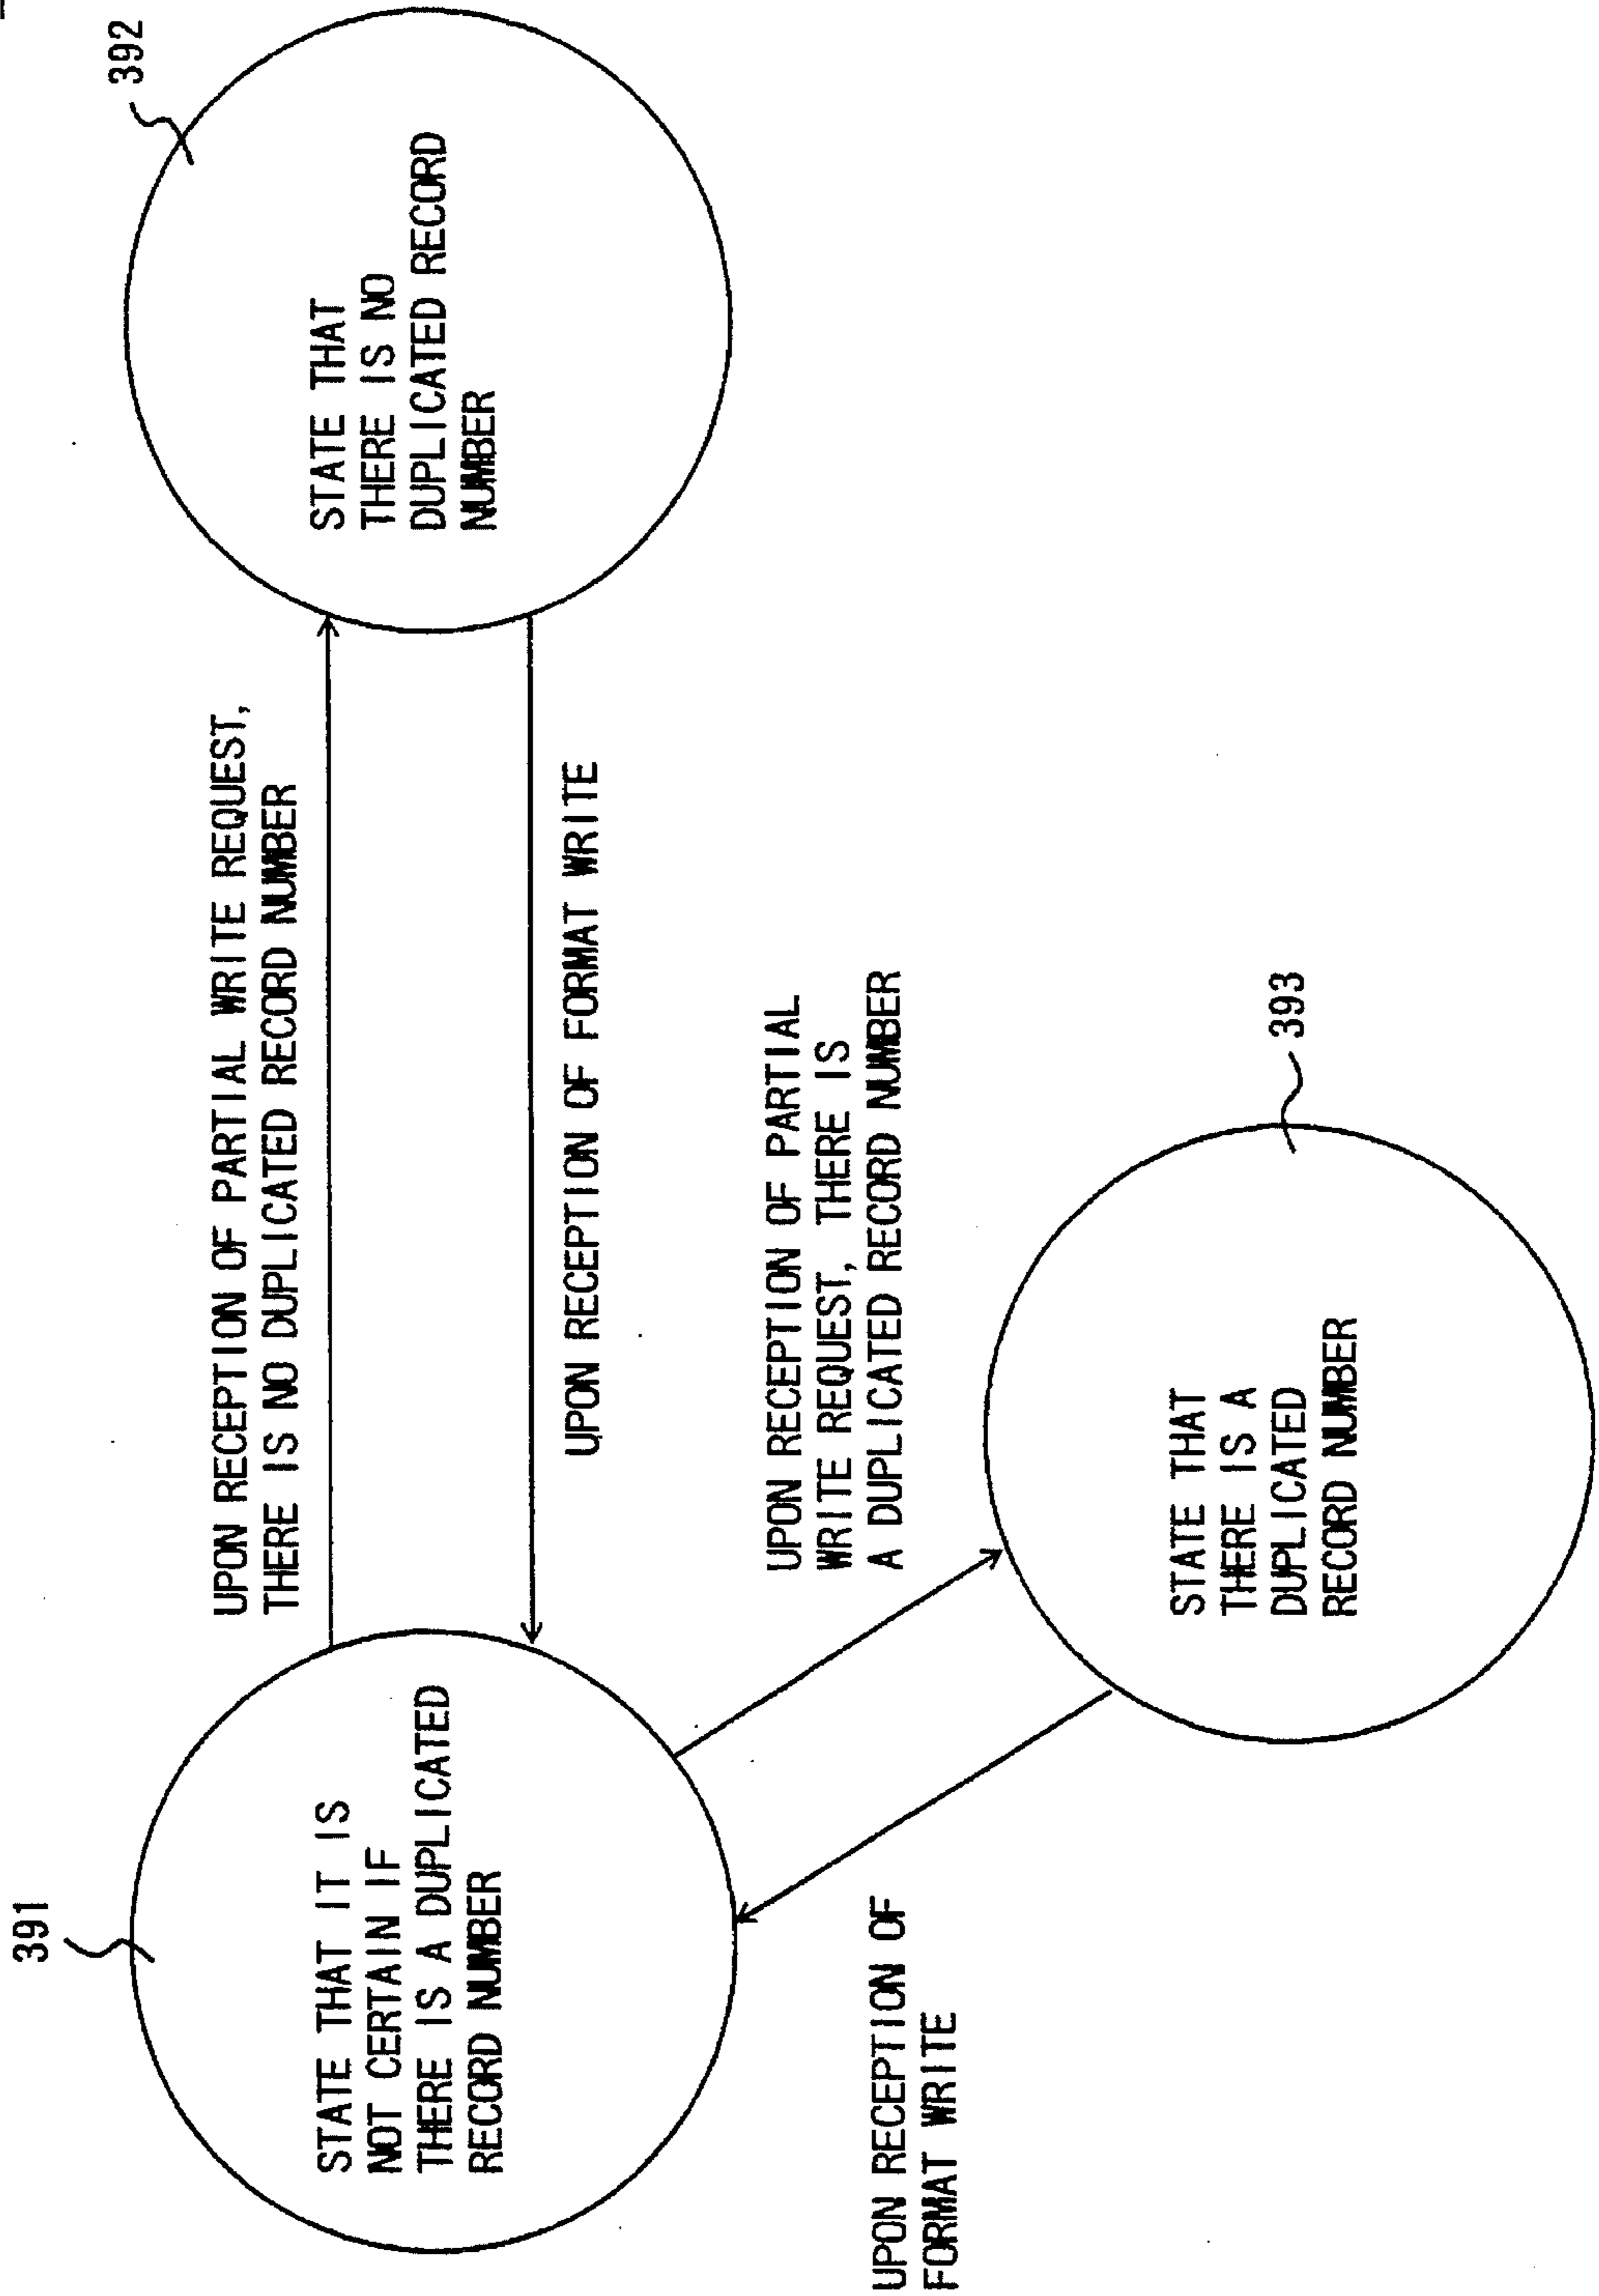 391
STATE THAT IT IS
NOT CERTAIN IF
THERE IS A DUPLICATED
RECORD NUMBER
UPON RECEPTION OF PARTIAL WRITE REQUEST,
THERE IS NO DUPLICATED RECORD NUMBER
392
STATE THAT
THERE IS NO
DUPLICATED RECORD
NUMBER
UPON RECEPTION OF FORMAT WRITE
UPON RECEPTION OF PARTIAL
WRITE REQUEST, THERE IS
A DUPLICATED RECORD NUMBER
UPON RECEPTION OF
FORMAT WRITE
393
STATE THAT
THERE IS A
DUPLICATED
RECORD NUMBER